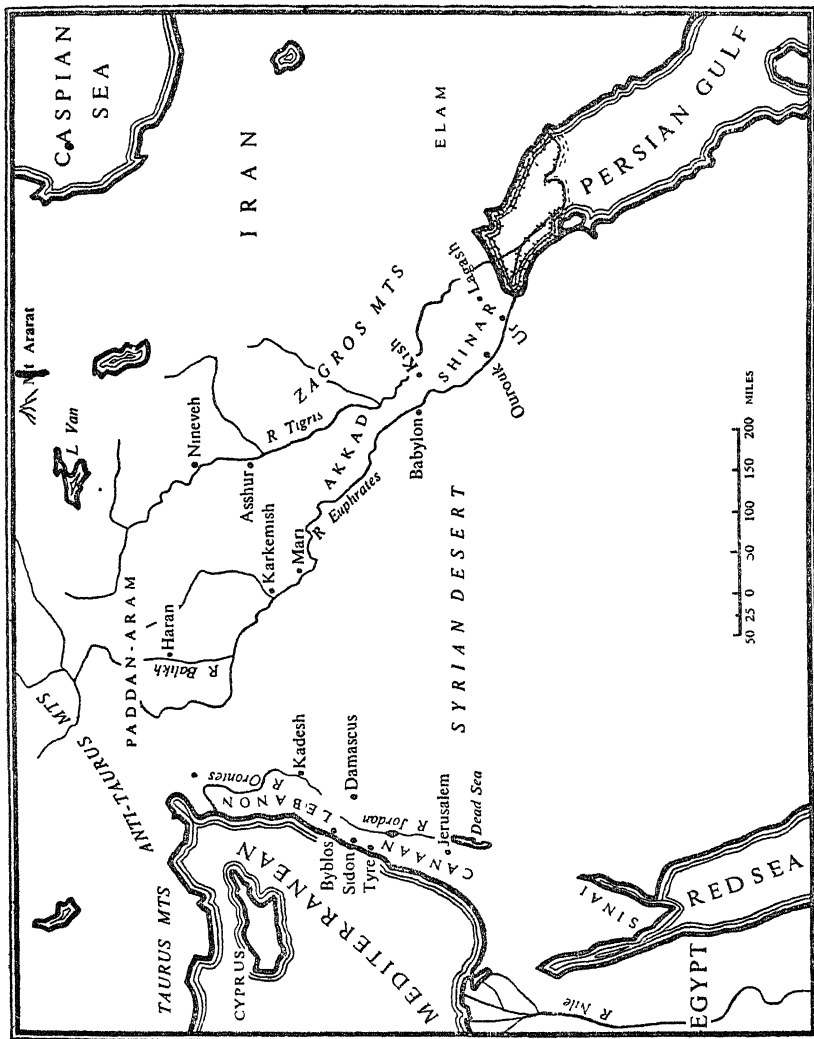 CASPIAN
SEA
Mt Ararat
L Van
IRAN
ELAM
PERSIAN GULF
ZAGROS MTS
Nineveh
R Tigris
Asshur
AKKAD
Kish
Lagash
SHINAR
Ur
Ourouk
Babylon
R Euphrates
Mari
Karkemish
PADDAN-ARAM
Haran
R Balikh
ANTI-TAURUS MTS
TAURUS MTS
SYRIAN DESERT
R Orontes
Kadesh
LEBANON
Damascus
Byblos
Sidon
Tyre
R Jordan
CANAAN
Jerusalem
Dead Sea
CYPRUS
MEDITERRANEAN
SINAI
RED SEA
EGYPT
R Nile
50 25 0 50 100 150 200 MILES